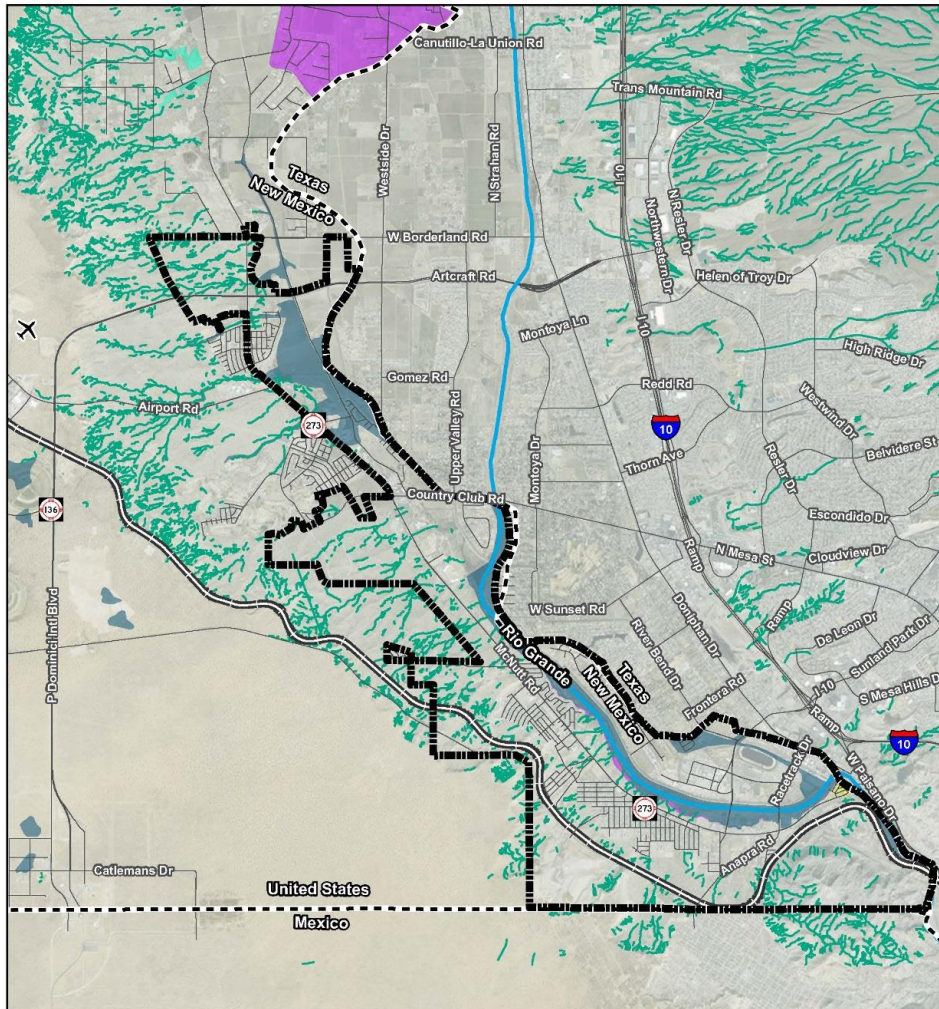 Canutillo-La Union Rd
Trans Mountain Rd
Westside Dr
N Strahan Rd
I-10
Texas
New Mexico
N Resler Dr
Northwestern Dr
W Borderland Rd
Artcraft Rd
Helen of Troy Dr
Montoya Ln
I-10
High Ridge Dr
Gomez Rd
Redd Rd
Airport Rd
Upper Valley Rd
Westwind Dr
273
10
Montoya Dr
Thorn Ave
Resler Dr
Belvidere St
Country Club Rd
136
Escondido Dr
N Mesa St
Cloudview Dr
Ramp
W Sunset Rd
Ramp
P Domenici Intl Blvd
Doniphan Dr
De Leon Dr
River Bend Dr
Sunland Park Dr
Rio Grande
McNutt Rd
Texas
New Mexico
Frontera Rd
I-10
S Mesa Hills D
Ramp
10
Racetrack Dr
W Paisano Dr
273
Anapra Rd
Catlemans Dr
United States
Mexico